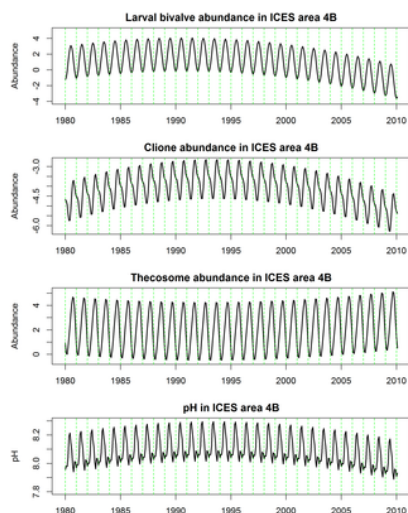 Larval bivalve abundance in ICES area 4B
Abundance
4
2
0
-2
-4
1980 1985 1990 1995 2000 2005 2010
Clione abundance in ICES area 4B
Abundance
-3.0
-4.5
-6.0
1980 1985 1990 1995 2000 2005 2010
Thecosome abundance in ICES area 4B
Abundance
4
2
0
1980 1985 1990 1995 2000 2005 2010
pH in ICES area 4B
pH
8.2
8.0
7.8
1980 1985 1990 1995 2000 2005 2010